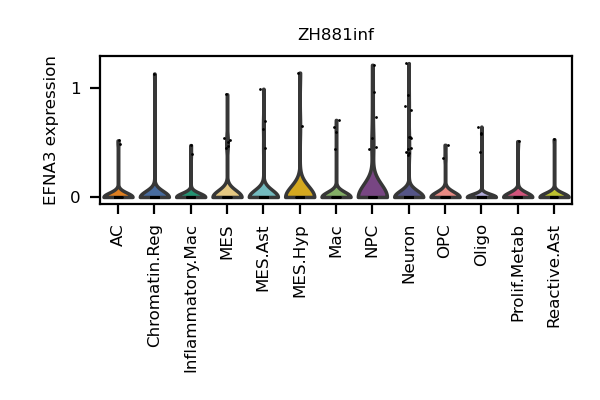 ZH881inf
EFNA3 expression
1
0
AC
Chromatin.Reg
Inflammatory.Mac
MES
MES.Ast
MES.Hyp
Mac
NPC
Neuron
OPC
Oligo
Prolif.Metab
Reactive.Ast